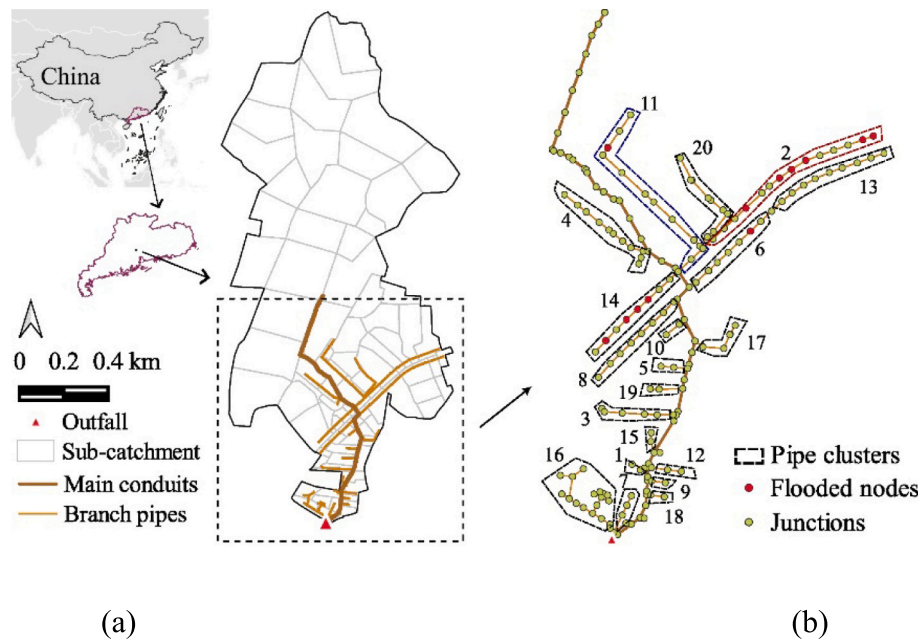 China
0 0.2 0.4 km
Outfall
Sub-catchment
Main conduits
Branch pipes
11
20
2
13
4
6
14
17
10
8
5
19
3
15
16
1
12
9
18
Pipe clusters
Flooded nodes
Junctions
(a)
(b)